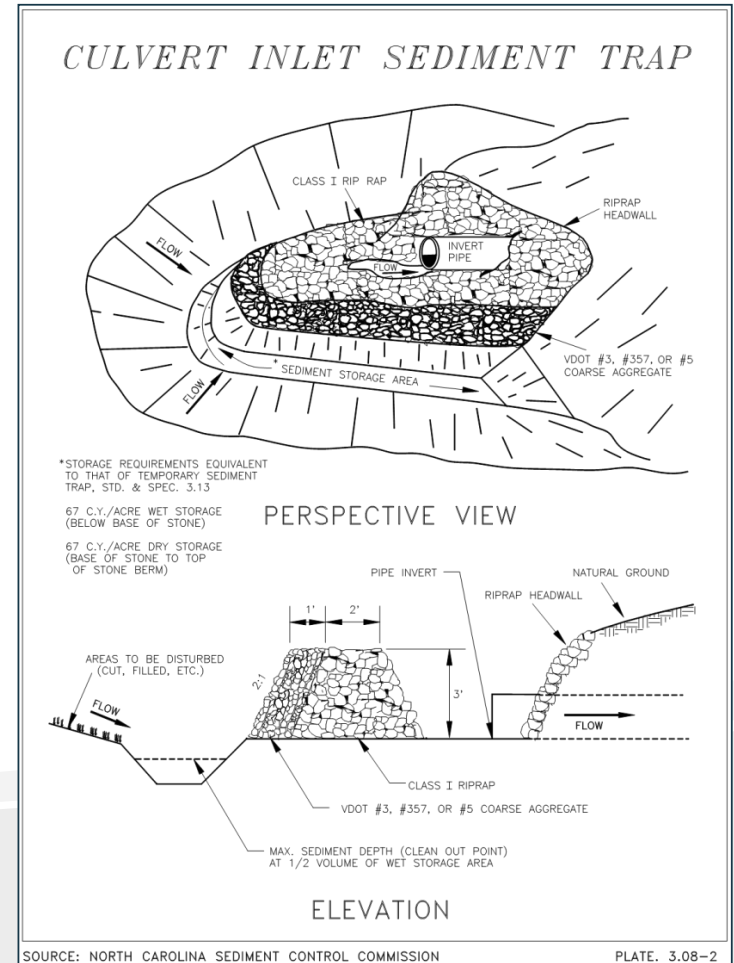 CULVERT INLET SEDIMENT TRAP
CLASS I RIP RAP
RIPRAP
HEADWALL
FLOW
INVERT
PIPE
FLOW
VDOT #3, #357, OR #5
COARSE AGGREGATE
* SEDIMENT STORAGE AREA
FLOW
*STORAGE REQUIREMENTS EQUIVALENT
TO THAT OF TEMPORARY SEDIMENT
TRAP, STD. & SPEC. 3.13
67 C.Y./ACRE WET STORAGE
(BELOW BASE OF STONE)
67 C.Y./ACRE DRY STORAGE
(BASE OF STONE TO TOP
OF STONE BERM)
PERSPECTIVE VIEW
PIPE INVERT
NATURAL GROUND
RIPRAP HEADWALL
1'
2'
AREAS TO BE DISTURBED
(CUT, FILLED, ETC.)
2:1
3'
FLOW
FLOW
CLASS I RIPRAP
VDOT #3, #357, OR #5 COARSE AGGREGATE
MAX. SEDIMENT DEPTH (CLEAN OUT POINT)
AT 1/2 VOLUME OF WET STORAGE AREA
ELEVATION
SOURCE: NORTH CAROLINA SEDIMENT CONTROL COMMISSION
PLATE. 3.08-2